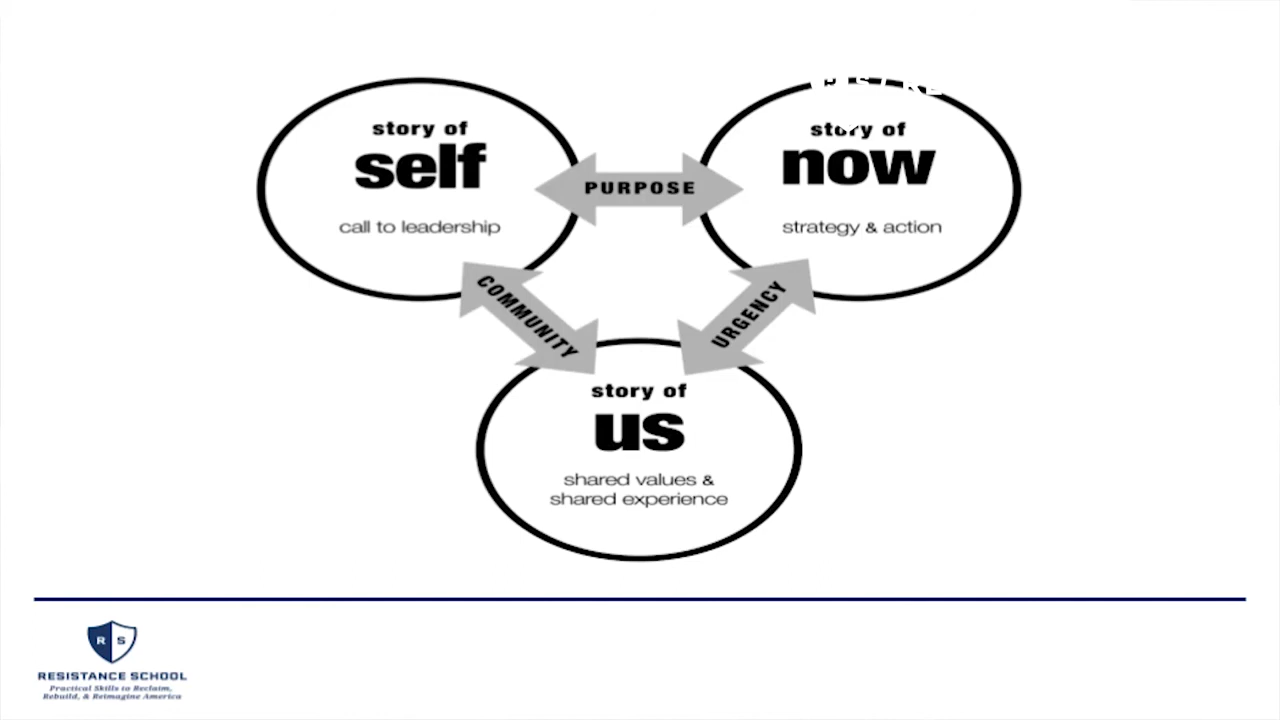 story of
self
call to leadership
PURPOSE
story of
now
strategy & action
COMMUNITY
URGENCY
story of
us
shared values &
shared experience
R S
RESISTANCE SCHOOL
Practical Skills to Reclaim,
Rebuild, & Reimagine America